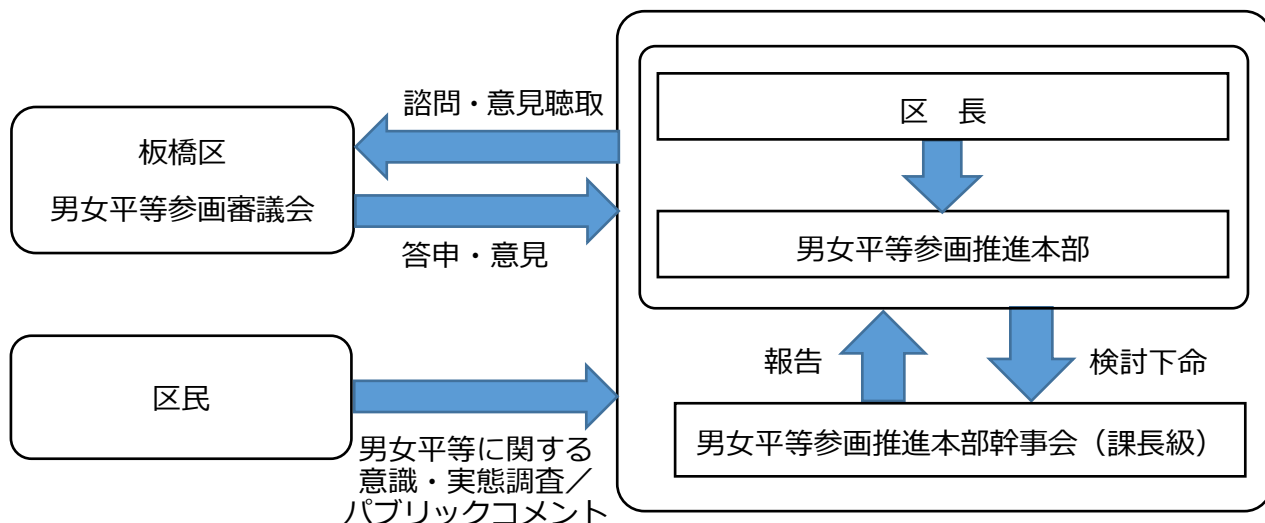 諮問・意見聴取
区　長
板橋区
男女平等参画審議会
男女平等参画推進本部
答申・意見
報告
検討下命
区民
男女平等参画推進本部幹事会（課長級）
男女平等に関する
意識・実態調査／
パブリックコメント